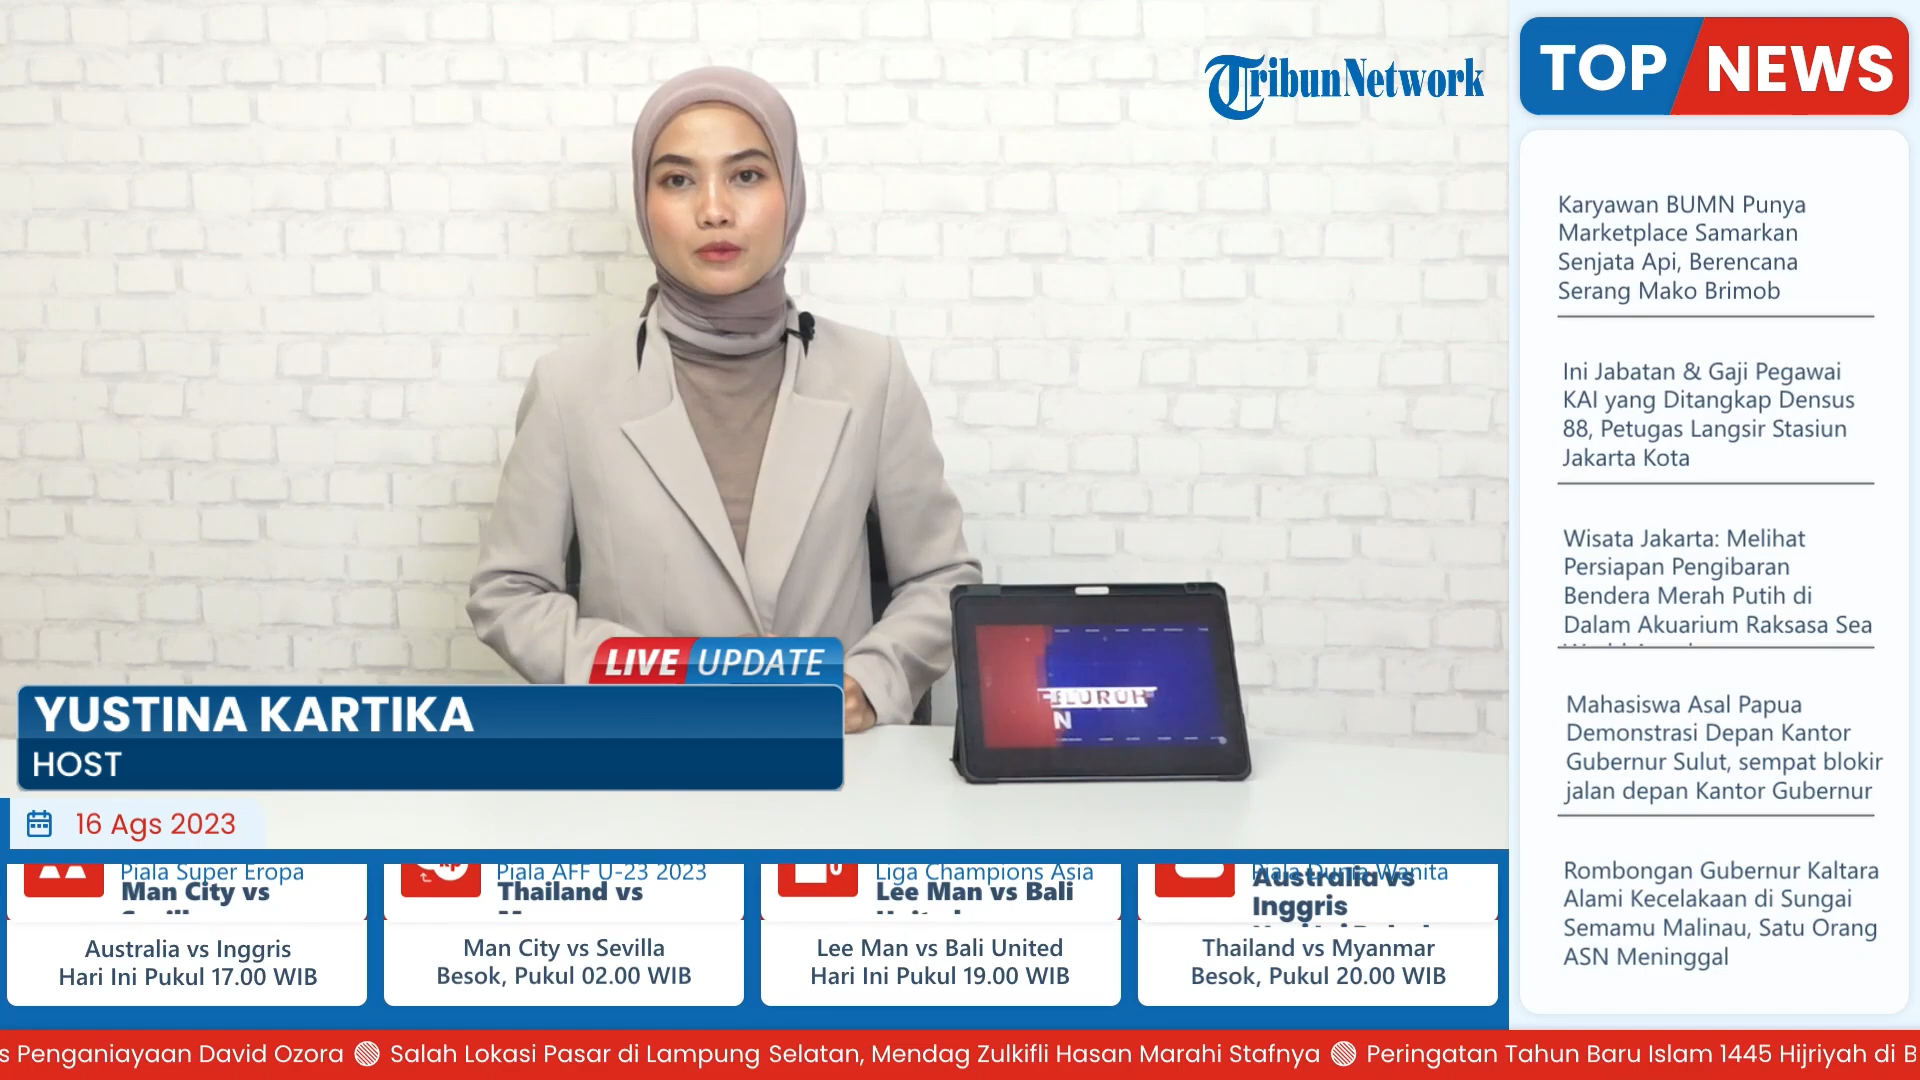 TribunNetwork
TOP NEWS
Karyawan BUMN Punya
Marketplace Samarkan
Senjata Api, Berencana
Serang Mako Brimob
Ini Jabatan & Gaji Pegawai
KAI yang Ditangkap Densus
88, Petugas Langsir Stasiun
Jakarta Kota
Wisata Jakarta: Melihat
Persiapan Pengibaran
Bendera Merah Putih di
Dalam Akuarium Raksasa Sea
Mahasiswa Asal Papua
Demonstrasi Depan Kantor
Gubernur Sulut, sempat blokir
jalan depan Kantor Gubernur
Rombongan Gubernur Kaltara
Alami Kecelakaan di Sungai
Semamu Malinau, Satu Orang
ASN Meninggal
LIVE UPDATE
YUSTINA KARTIKA
HOST
16 Ags 2023
Piala Super Eropa
Man City vs
Australia vs Inggris
Hari Ini Pukul 17.00 WIB
Piala AFF U-23 2023
Thailand vs
Man City vs Sevilla
Besok, Pukul 02.00 WIB
Liga Champions Asia
Lee Man vs Bali
Lee Man vs Bali United
Hari Ini Pukul 19.00 WIB
Piala Dunia Wanita
Australia vs
Inggris
Thailand vs Myanmar
Besok, Pukul 20.00 WIB
s Penganiayaan David Ozora Salah Lokasi Pasar di Lampung Selatan, Mendag Zulkifli Hasan Marahi Stafnya Peringatan Tahun Baru Islam 1445 Hijriyah di B